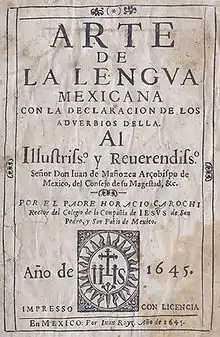 (*)
ARTE
DE
LA LENGVA
MEXICANA
CON LA DECLARACION DE LOS
ADVERBIOS DELLA.
Al
Illustrisº. y Reuerendisº.
Señor Don Iuan de Mañozca Arçobispo de
Mexico, del Consejo de su Magestad, &c.
POR EL PADRE HORACIO CAROCHI
Rector del Colegio de la Compañia de IESVS de San
Pedro, y San Pablo de Mexico.
Año de IHS 1645.
IMPRESSO CON LICENCIA
En MEXICO: Por Iuan Ruyz. Año de 1645.